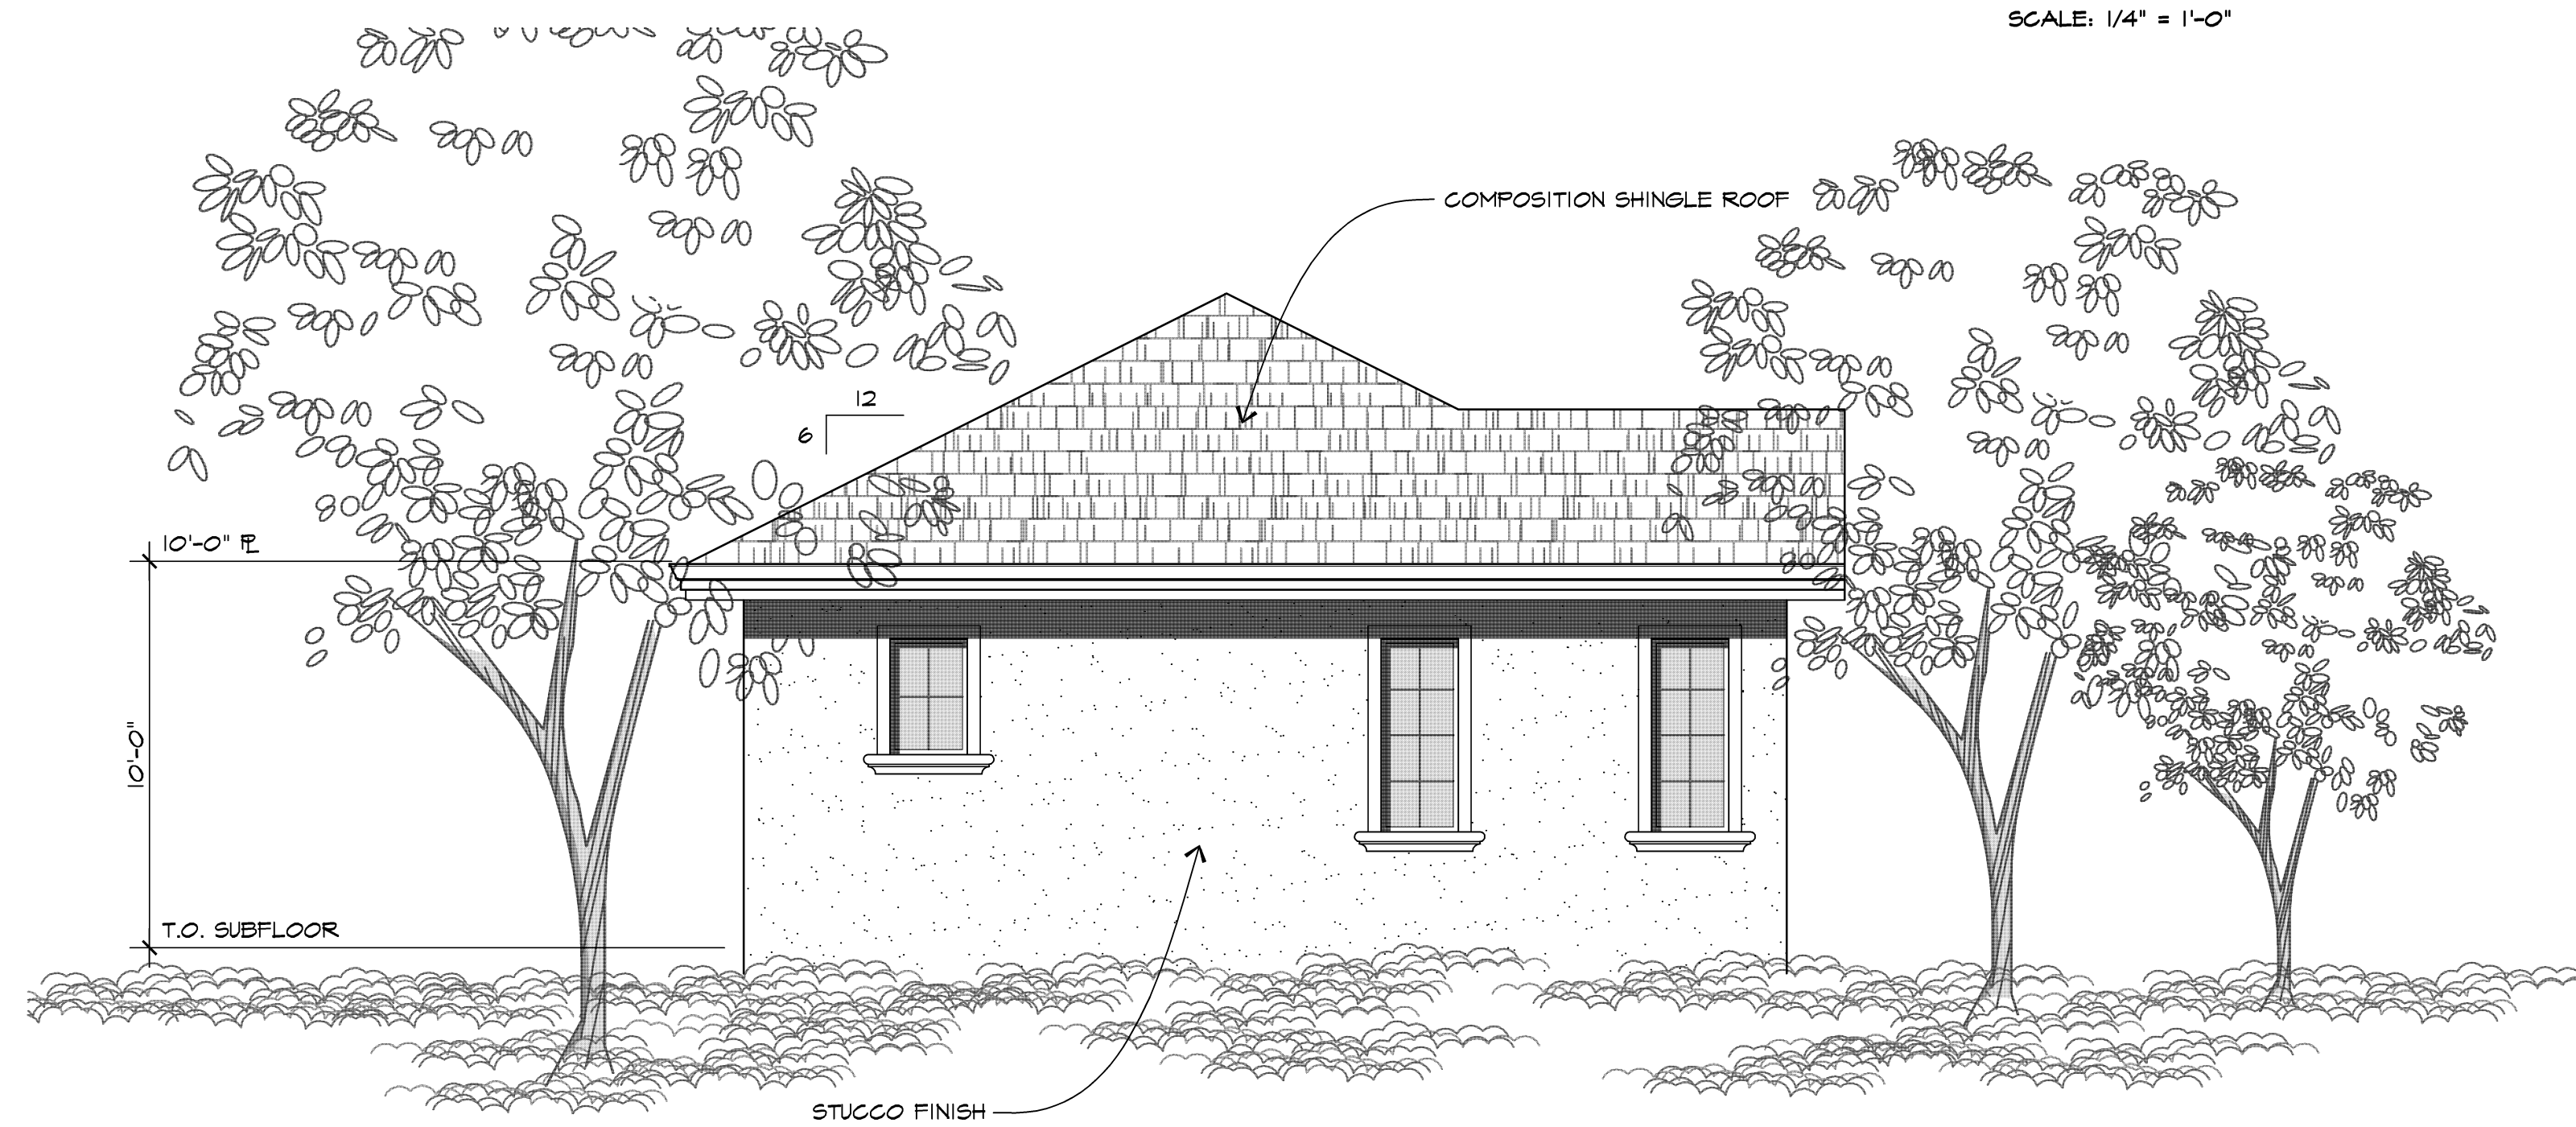 SCALE: 1/4" = 1'-0"
COMPOSITION SHINGLE ROOF
12
6
10'-0" PL
10'-0"
T.O. SUBFLOOR
STUCCO FINISH